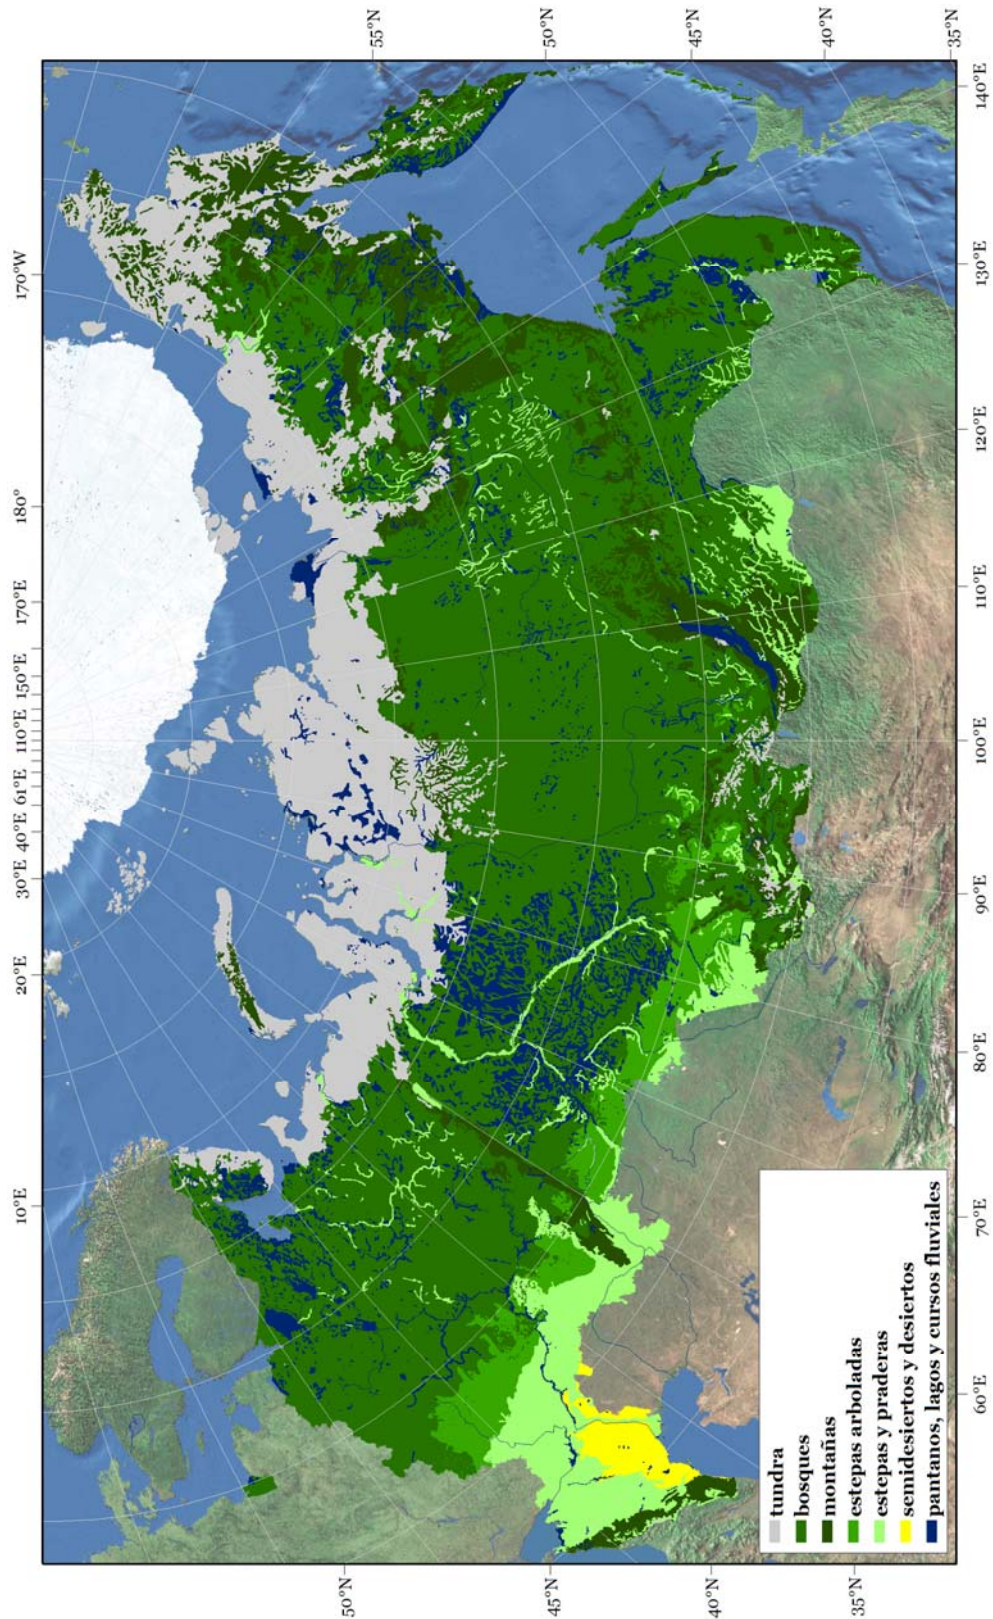 10°E 20°E 30°E 40°E 61°E 110°E 150°E 170°E 180° 170°W
55°N
50°N
45°N
40°N
35°N
50°N
45°N
40°N
35°N
tundra
bosques
montañas
estepas arboladas
estepas y praderas
semidesiertos y desiertos
pantanos, lagos y cursos fluviales
60°E 70°E 80°E 90°E 100°E 110°E 120°E 130°E 140°E